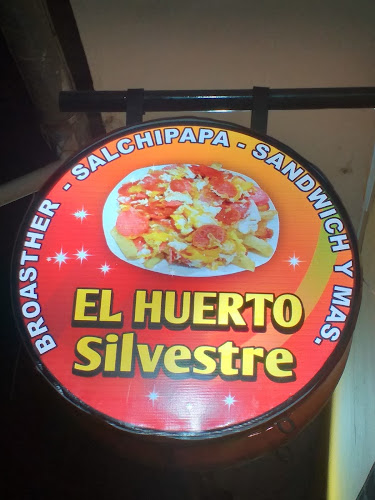 BROASTHER - SALCHIPAPA - SANDWICH Y MAS.
EL HUERTO
Silvestre